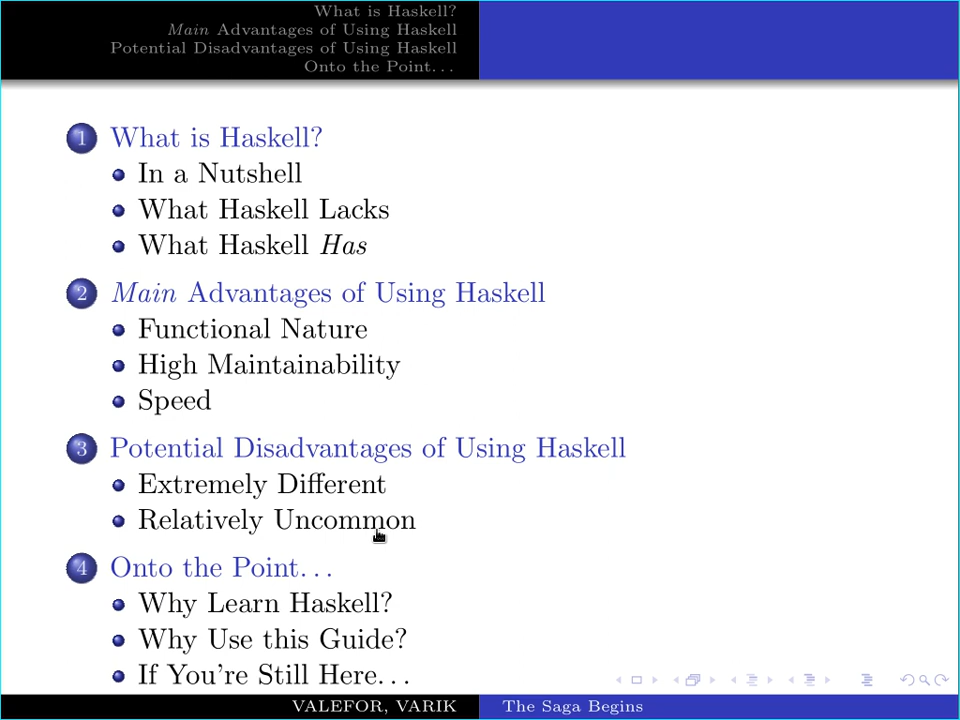 What is Haskell?
Main Advantages of Using Haskell
Potential Disadvantages of Using Haskell
Onto the Point...
1 What is Haskell?
In a Nutshell
What Haskell Lacks
What Haskell Has
2 Main Advantages of Using Haskell
Functional Nature
High Maintainability
Speed
3 Potential Disadvantages of Using Haskell
Extremely Different
Relatively Uncommon
4 Onto the Point...
Why Learn Haskell?
Why Use this Guide?
If You're Still Here...
VALEFOR, VARIK
The Saga Begins